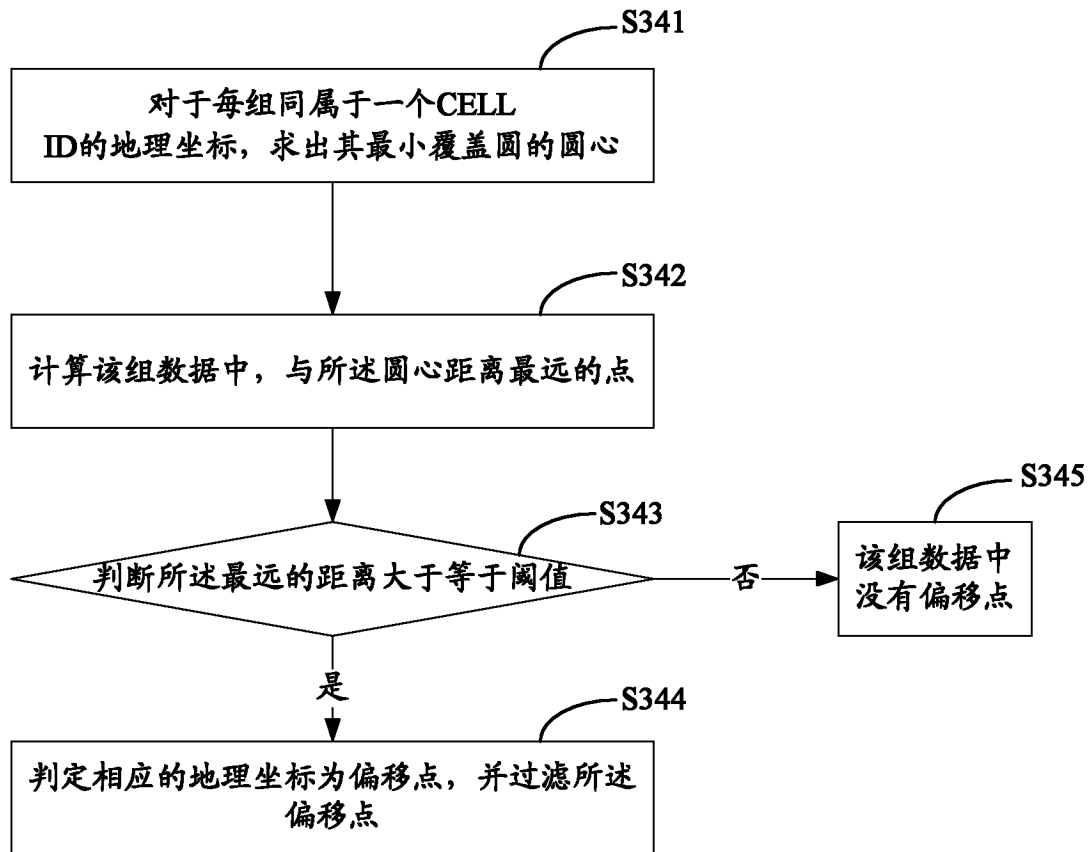 S341
对于每组同属于一个CELL
ID的地理坐标，求出其最小覆盖圆的圆心
S342
计算该组数据中，与所述圆心距离最远的点
S343
判断所述最远的距离大于等于阈值
否
S345
该组数据中
没有偏移点
是
S344
判定相应的地理坐标为偏移点，并过滤所述
偏移点